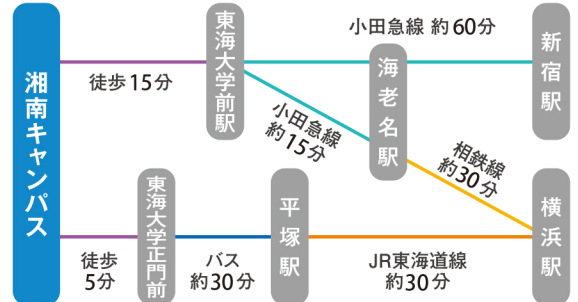 湘南キャンパス
徒歩15分
東海大学前駅
小田急線 約60分
海老名駅
新宿駅
小田急線
約15分
相鉄線
約30分
徒歩
5分
東海大学正門前
バス
約30分
平塚駅
JR東海道線
約30分
横浜駅